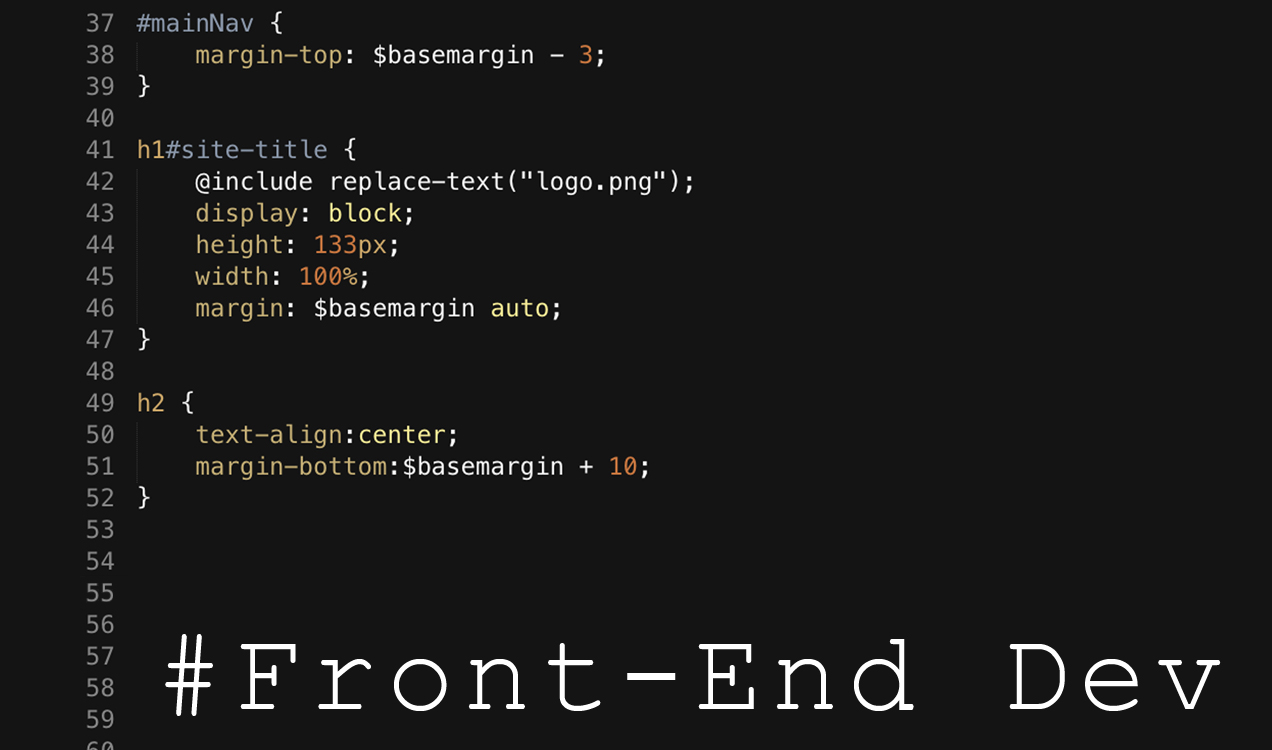 37 #mainNav {
38     margin-top: $basemargin - 3;
39 }
40
41 h1#site-title {
42     @include replace-text("logo.png");
43     display: block;
44     height: 133px;
45     width: 100%;
46     margin: $basemargin auto;
47 }
48
49 h2 {
50     text-align:center;
51     margin-bottom:$basemargin + 10;
52 }
53
54
55
56
57
58
59
60
#Front-End Dev